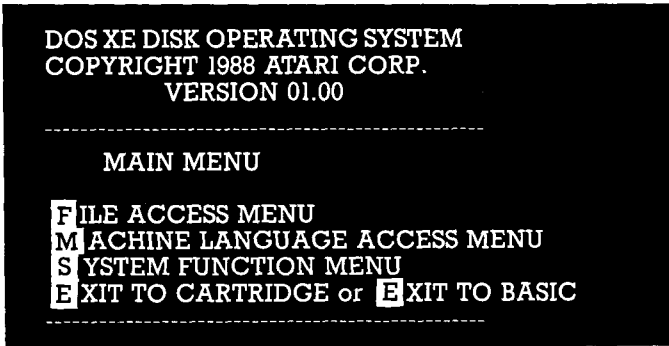 DOS XE DISK OPERATING SYSTEM
COPYRIGHT 1988 ATARI CORP.
VERSION 01.00
MAIN MENU
FILE ACCESS MENU
MACHINE LANGUAGE ACCESS MENU
SYSTEM FUNCTION MENU
EXIT TO CARTRIDGE or EXIT TO BASIC